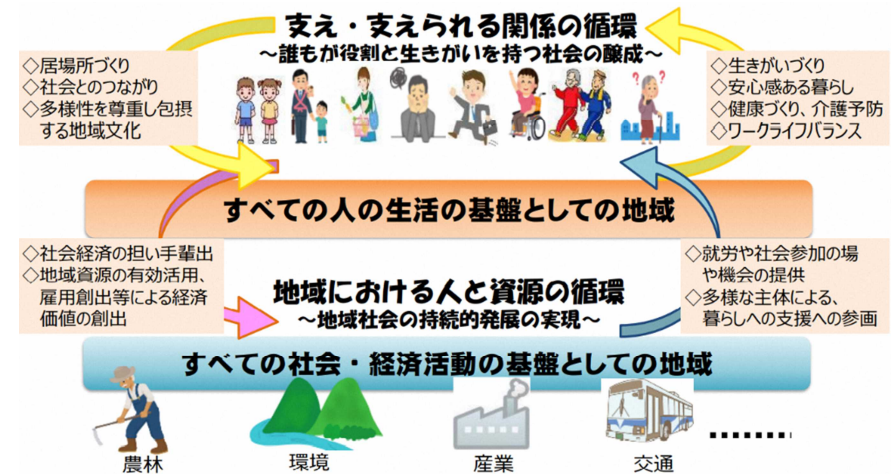 支え・支えられる関係の循環
～誰もが役割と生きがいを持つ社会の醸成～
◇居場所づくり
◇社会とのつながり
◇多様性を尊重し包摂
する地域文化
◇生きがいづくり
◇安心感ある暮らし
◇健康づくり、介護予防
◇ワークライフバランス
すべての人の生活の基盤としての地域
◇社会経済の担い手輩出
◇地域資源の有効活用、
雇用創出等による経済
価値の創出
地域における人と資源の循環
～地域社会の持続的発展の実現～
◇就労や社会参加の場
や機会の提供
◇多様な主体による、
暮らしへの支援への参画
すべての社会・経済活動の基盤としての地域
農林
環境
産業
交通